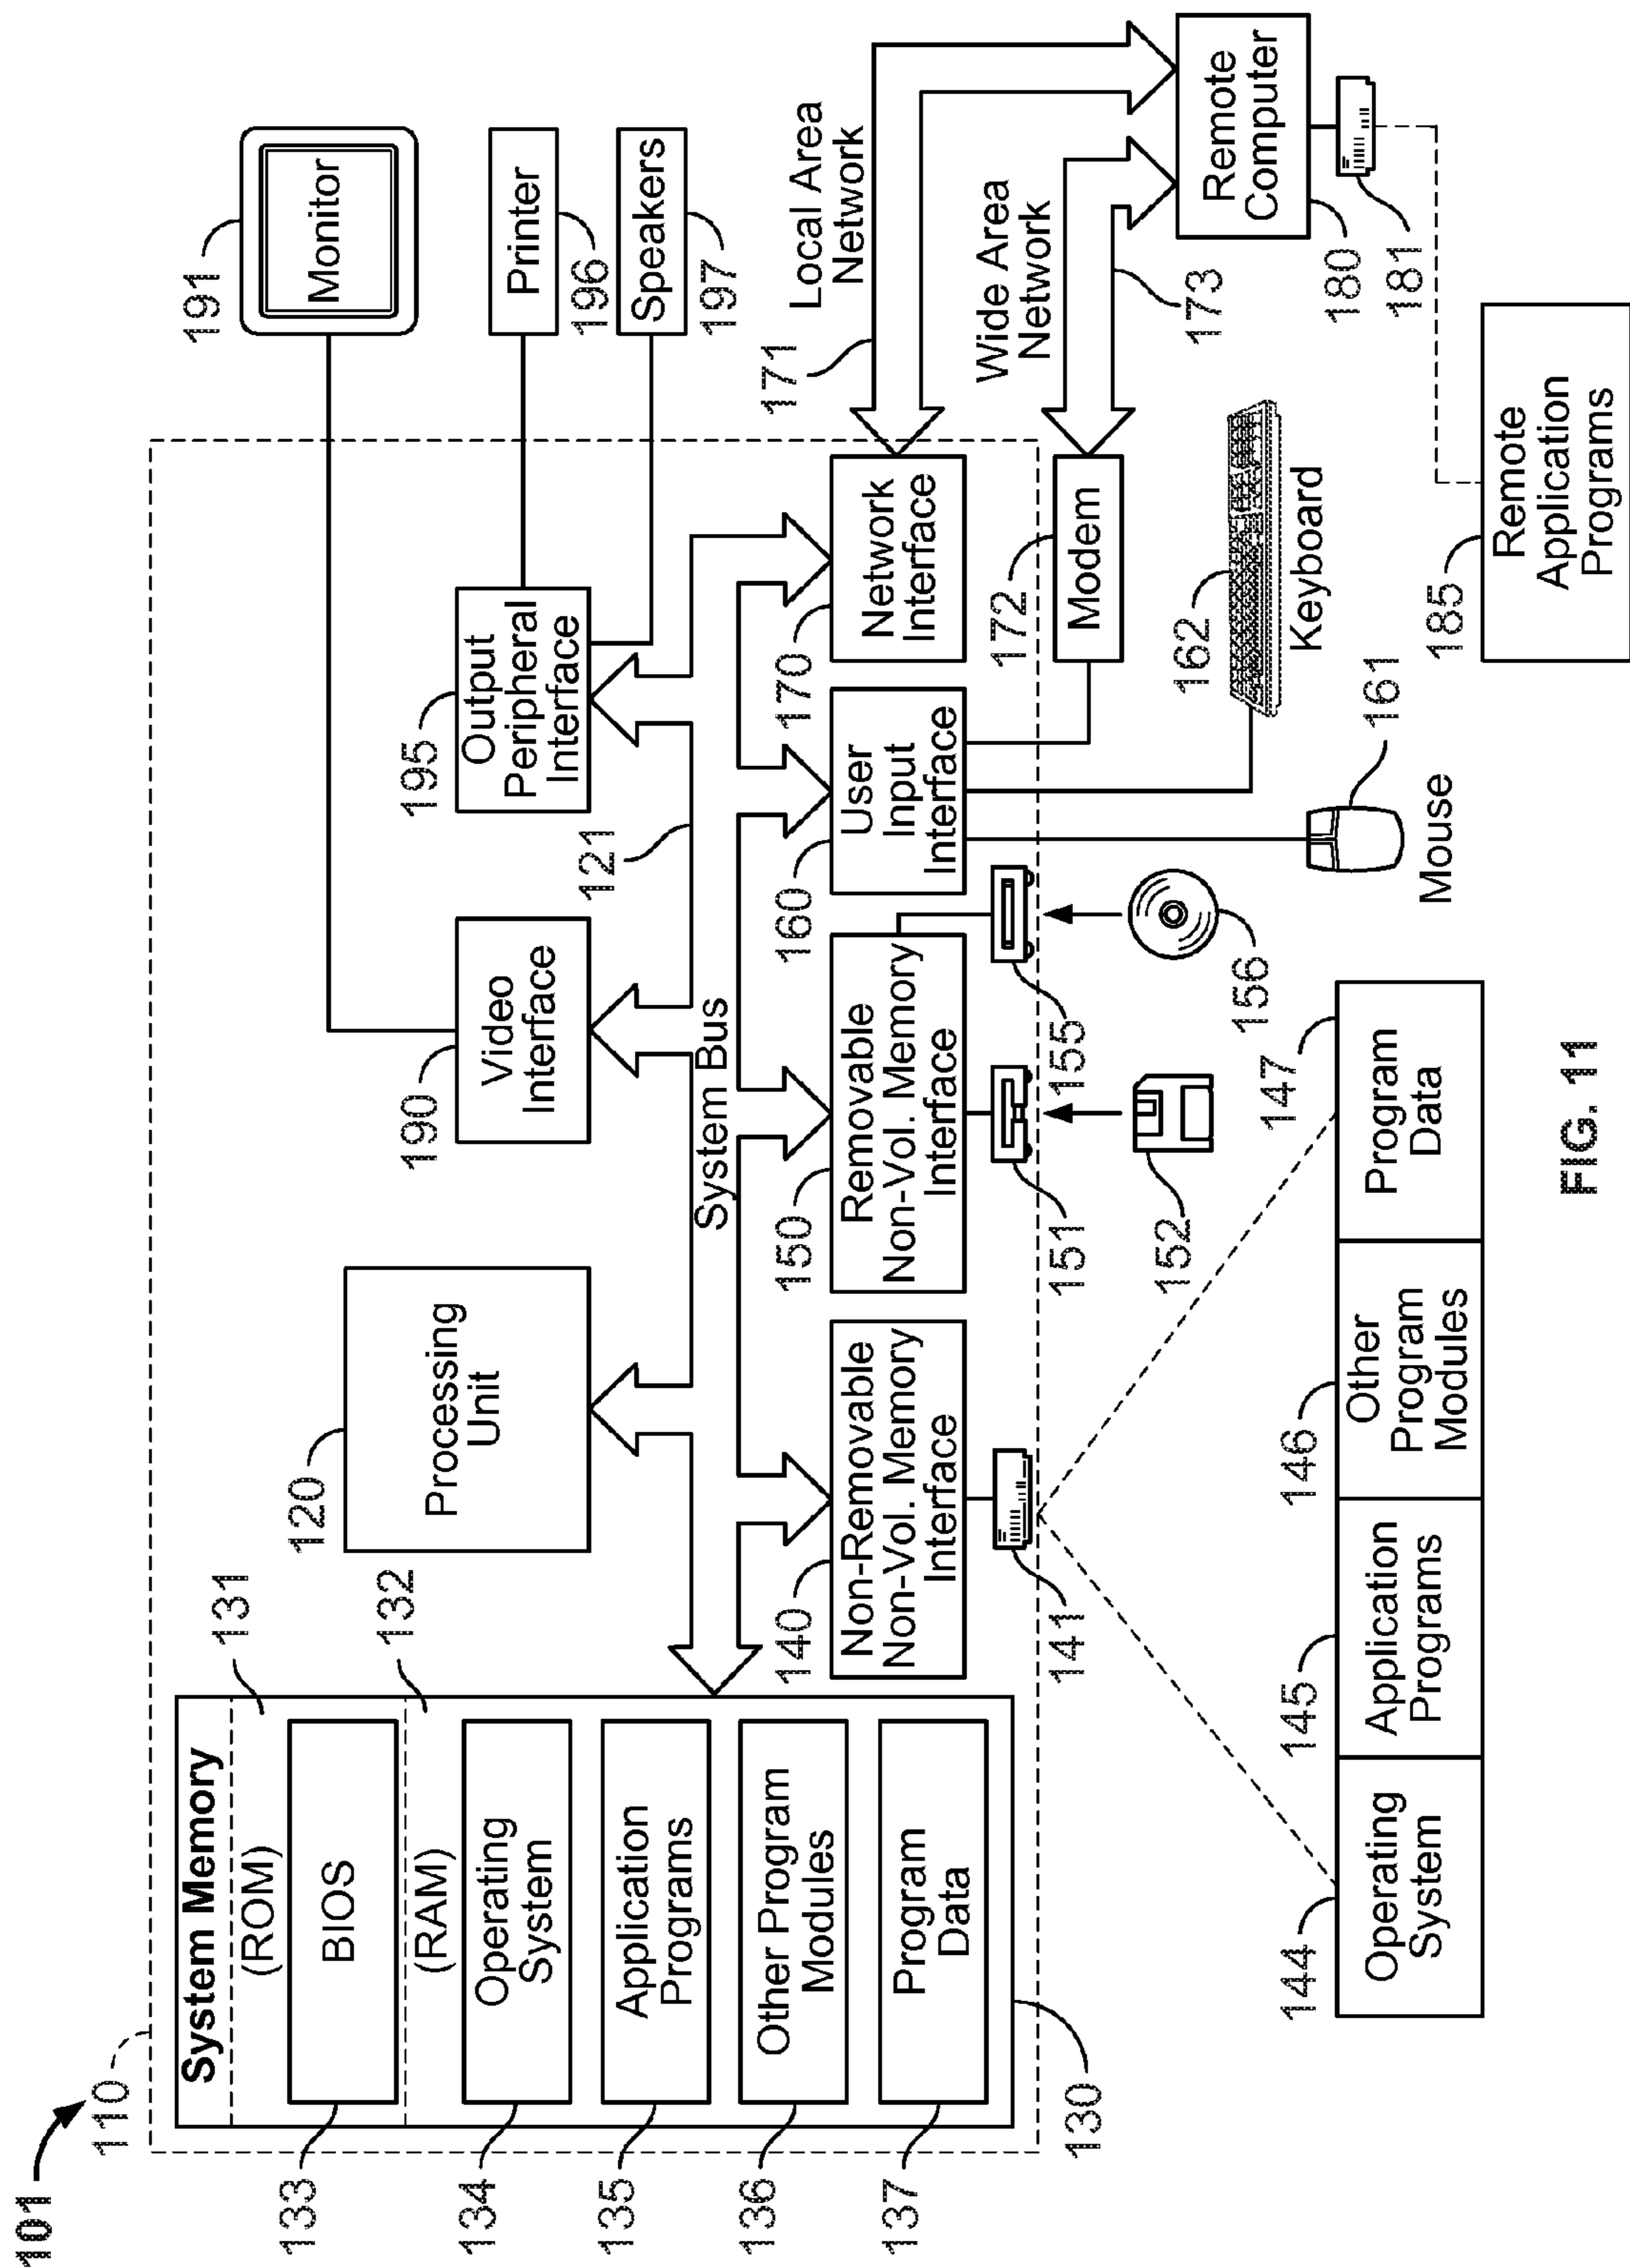 101
110
System Memory
(ROM)
131
BIOS
133
(RAM)
132
Operating
System
134
Application
Programs
135
Other Program
Modules
136
Program
Data
137
130
120
Processing
Unit
190
Video
Interface
195
Output
Peripheral
Interface
191
Monitor
Printer
196
Speakers
197
121
System Bus
140
Non-Removable
Non-Vol. Memory
Interface
150
Removable
Non-Vol. Memory
Interface
160
User
Input
Interface
170
Network
Interface
171
Local Area
Network
172
Modem
Wide Area
Network
173
Remote
Computer
180
181
141
151
155
152
156
161
Mouse
162
Keyboard
185
Remote
Application
Programs
144
Operating
System
145
Application
Programs
146
Other
Program
Modules
147
Program
Data
FIG. 11